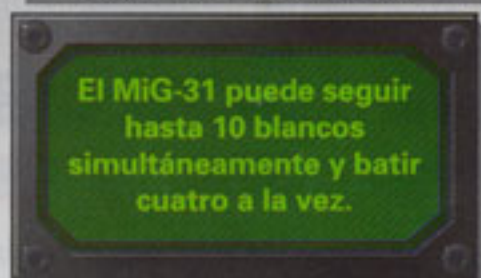 El MiG-31 puede seguir
hasta 10 blancos
simultáneamente y batir
cuatro a la vez.